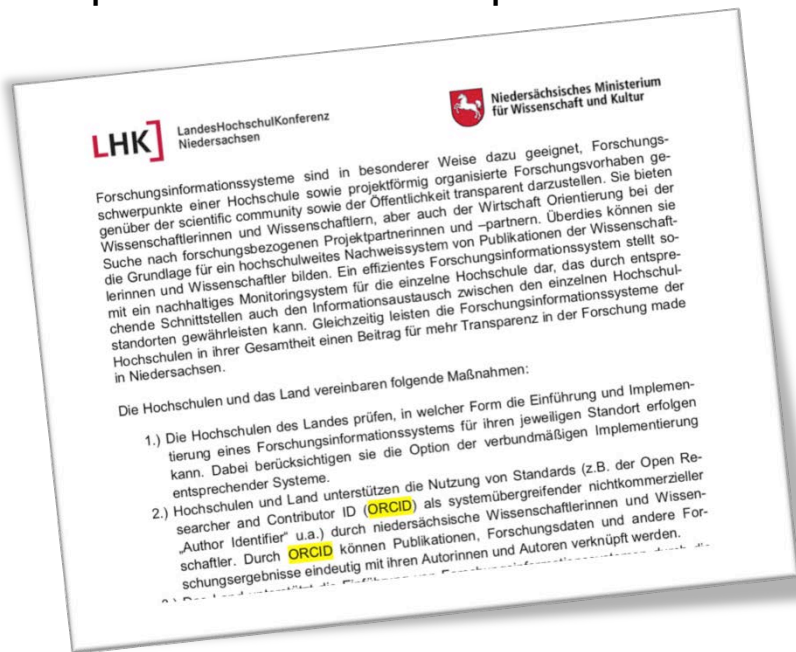 LHK]
LandesHochschulKonferenz
Niedersachsen
Niedersächsisches Ministerium
für Wissenschaft und Kultur
Forschungsinformationssysteme sind in besonderer Weise dazu geeignet, Forschungs-
schwerpunkte einer Hochschule sowie projektförmig organisierte Forschungsvorhaben ge-
genüber der scientific community sowie der Öffentlichkeit transparent darzustellen. Sie bieten
Wissenschaftlerinnen und Wissenschaftlern, aber auch der Wirtschaft Orientierung bei der
Suche nach forschungsbezogenen Projektpartnerinnen und –partnern. Überdies können sie
die Grundlage für ein hochschulweites Nachweissystem von Publikationen der Wissenschaft-
lerinnen und Wissenschaftler bilden. Ein effizientes Forschungsinformationssystem stellt so-
mit ein nachhaltiges Monitoringsystem für die einzelne Hochschule dar, das durch entspre-
chende Schnittstellen auch den Informationsaustausch zwischen den einzelnen Hochschul-
standorten gewährleisten kann. Gleichzeitig leisten die Forschungsinformationssysteme der
Hochschulen in ihrer Gesamtheit einen Beitrag für mehr Transparenz in der Forschung made
in Niedersachsen.
Die Hochschulen und das Land vereinbaren folgende Maßnahmen:
1.) Die Hochschulen des Landes prüfen, in welcher Form die Einführung und Implemen-
tierung eines Forschungsinformationssystems für ihren jeweiligen Standort erfolgen
kann. Dabei berücksichtigen sie die Option der verbundmäßigen Implementierung
entsprechender Systeme.
2.) Hochschulen und Land unterstützen die Nutzung von Standards (z.B. der Open Re-
searcher and Contributor ID (ORCID) als systemübergreifender nichtkommerzieller
„Author Identifier“ u.a.) durch niedersächsische Wissenschaftlerinnen und Wissen-
schaftler. Durch ORCID können Publikationen, Forschungsdaten und andere For-
schungsergebnisse eindeutig mit ihren Autorinnen und Autoren verknüpft werden.